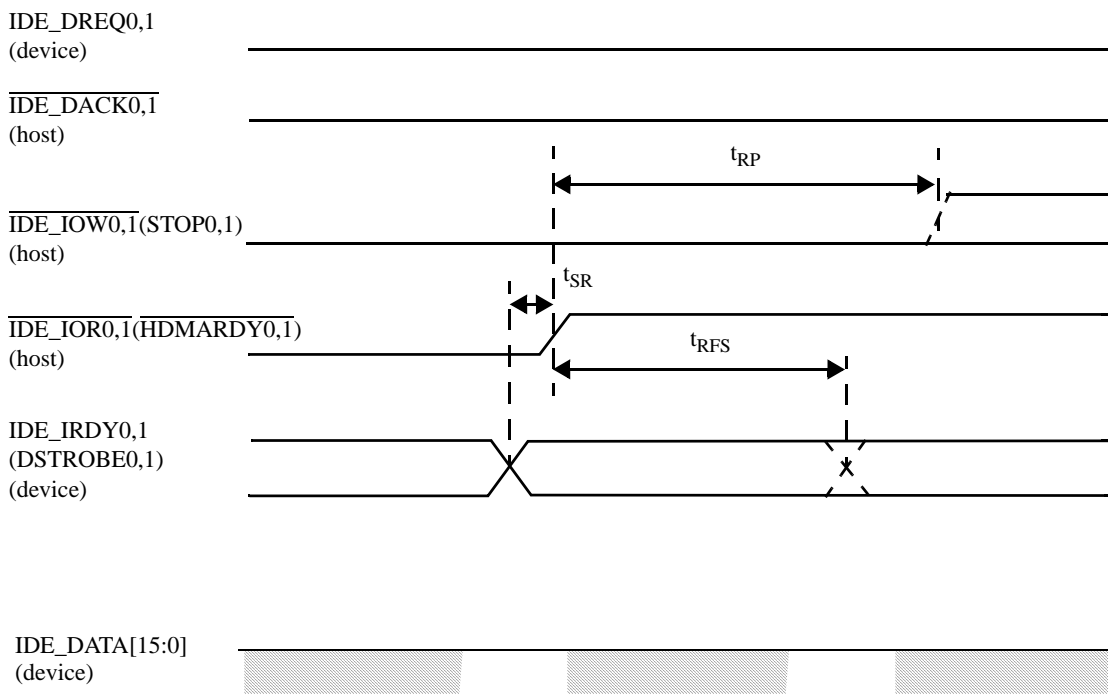 IDE_DREQ0,1
(device)
IDE_DACK0,1
(host)
tRP
IDE_IOW0,1(STOP0,1)
(host)
tSR
IDE_IOR0,1(HDMARDY0,1)
(host)
tRFS
IDE_IRDY0,1
(DSTROBE0,1)
(device)
IDE_DATA[15:0]
(device)